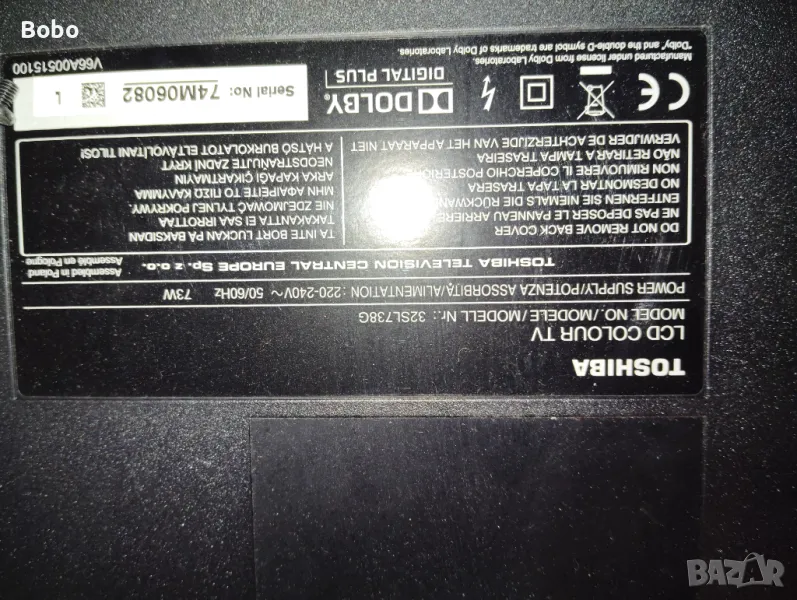 Bobo
TOSHIBA
LCD COLOUR TV
MODEL NO./MODELE/MODELL Nr.: 32SL738G
POWER SUPPLY/POTENZA ASSORBITA/ALIMENTATION : 220-240V~ 50/60Hz 73W
TOSHIBA TELEVISION CENTRAL EUROPE Sp. z o.o.
Assembled in Poland
Assemblé en Pologne
DO NOT REMOVE BACK COVER
NE PAS DEPOSER LE PANNEAU ARRIERE
ENTFERNEN SIE NIEMALS DIE RÜCKWAND
NO DESMONTAR LA TAPA TRASERA
NON RIMUOVERE IL COPERCHIO POSTERIORE
NÃO RETIRAR A TAMPA TRASEIRA
VERWIJDER DE ACHTERZIJDE VAN HET APPARAAT NIET
TA INTE BORT LUCKAN PÅ BAKSIDAN
TAKAKANTTA EI SAA IRROTTAA
NIE ZDEJMOWAĆ TYLNEJ POKRYWY
ΜΗΝ ΑΦΑΙΡΕΙΤΕ ΤΟ ΠΙΣΩ ΚΑΛΥΜΜΑ
ARKA KAPAĞI ÇIKARTMAYIN
NEODSTRAŇUJTE ZADNÍ KRYT
A HÁTSÓ BURKOLATOT ELTÁVOLÍTANI TILOS!
CE
DOLBY
DIGITAL PLUS
Serial No: 74M06082
L
Manufactured under license from Dolby Laboratories.
"Dolby" and the double-D symbol are trademarks of Dolby Laboratories.
V66A00515100
BAZAR